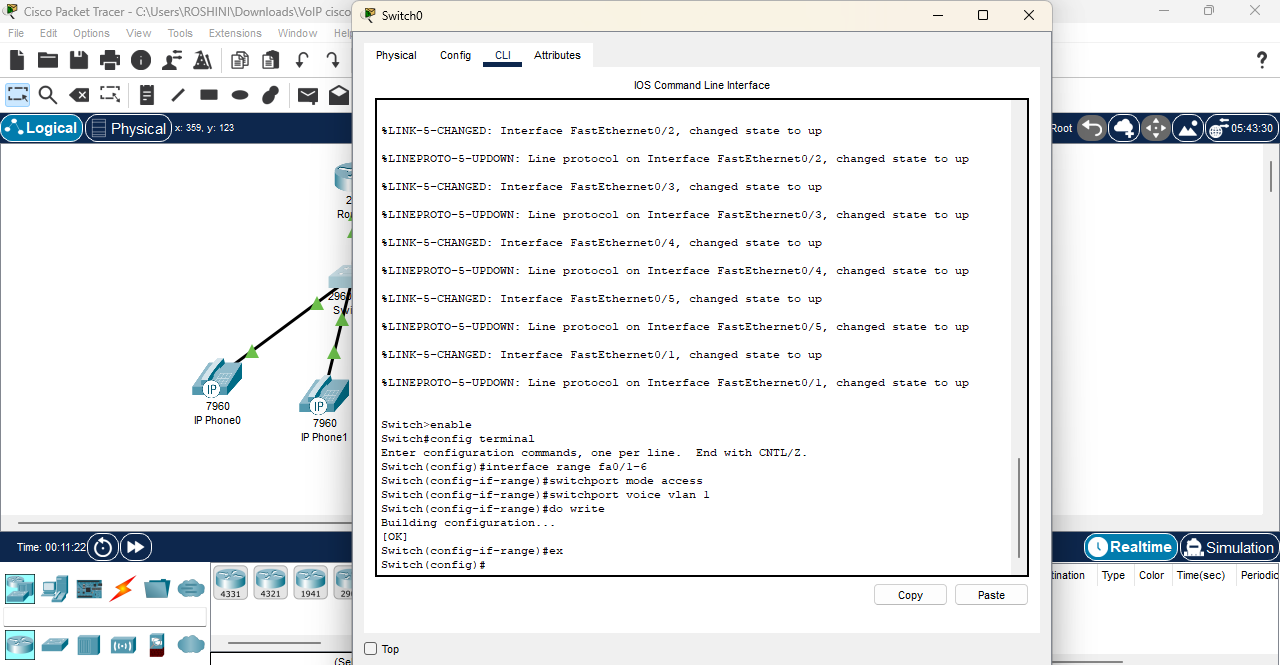 Cisco Packet Tracer - C:\Users\ROSHINI\Downloads\VoIP cisco
Switch0
File Edit Options View Tools Extensions Window Help
Physical Config CLI Attributes
IOS Command Line Interface
Logical Physical x: 359, y: 123
Root 05:43:30
%LINK-5-CHANGED: Interface FastEthernet0/2, changed state to up
%LINEPROTO-5-UPDOWN: Line protocol on Interface FastEthernet0/2, changed state to up
%LINK-5-CHANGED: Interface FastEthernet0/3, changed state to up
%LINEPROTO-5-UPDOWN: Line protocol on Interface FastEthernet0/3, changed state to up
%LINK-5-CHANGED: Interface FastEthernet0/4, changed state to up
%LINEPROTO-5-UPDOWN: Line protocol on Interface FastEthernet0/4, changed state to up
%LINK-5-CHANGED: Interface FastEthernet0/5, changed state to up
%LINEPROTO-5-UPDOWN: Line protocol on Interface FastEthernet0/5, changed state to up
%LINK-5-CHANGED: Interface FastEthernet0/1, changed state to up
%LINEPROTO-5-UPDOWN: Line protocol on Interface FastEthernet0/1, changed state to up
Switch>enable
Switch#config terminal
Enter configuration commands, one per line. End with CNTL/Z.
Switch(config)#interface range fa0/1-6
Switch(config-if-range)#switchport mode access
Switch(config-if-range)#switchport voice vlan 1
Switch(config-if-range)#do write
Building configuration...
[OK]
Switch(config-if-range)#ex
Switch(config)#
Copy Paste
Top
2960
IP
7960
IP Phone0
IP
7960
IP Phone1
Time: 00:11:22
Realtime Simulation
4331 4321 1941
Type Color Time(sec)